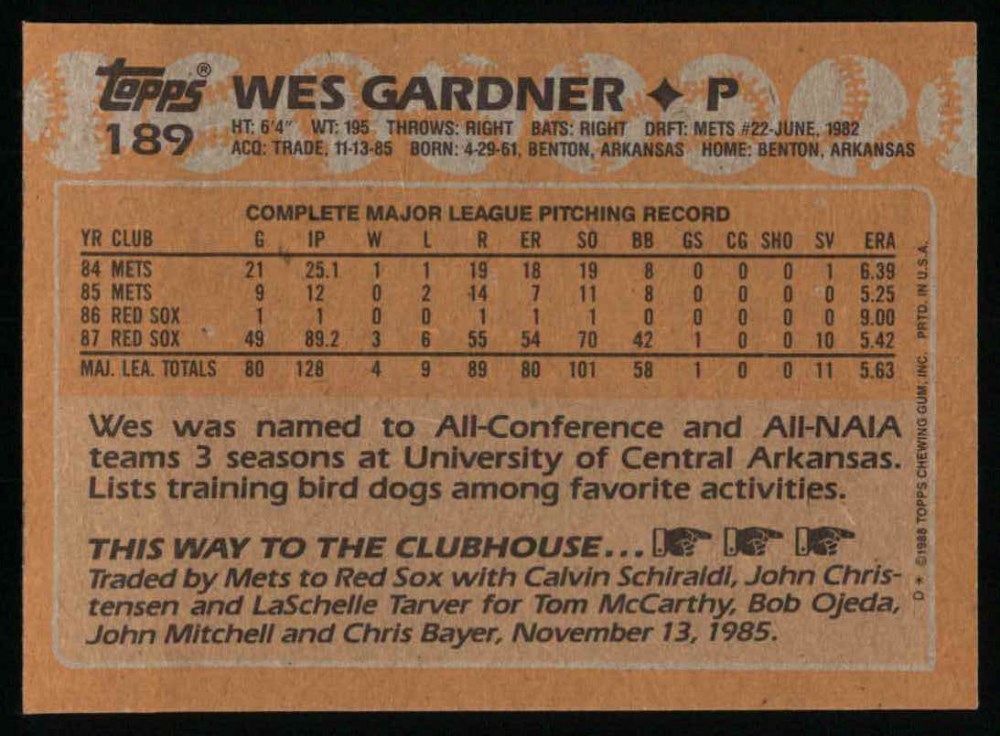 topps® WES GARDNER ✦ P
189 HT: 6'4" WT: 195 THROWS: RIGHT BATS: RIGHT DRFT: METS #22-JUNE, 1982
ACQ: TRADE, 11-13-85 BORN: 4-29-61, BENTON, ARKANSAS HOME: BENTON, ARKANSAS
COMPLETE MAJOR LEAGUE PITCHING RECORD
YR CLUB G IP W L R ER SO BB GS CG SHO SV ERA
84 METS 21 25.1 1 1 19 18 19 8 0 0 0 1 6.39
85 METS 9 12 0 2 14 7 11 8 0 0 0 0 5.25
86 RED SOX 1 1 0 0 1 1 1 0 0 0 0 0 9.00
87 RED SOX 49 89.2 3 6 55 54 70 42 1 0 0 10 5.42
MAJ. LEA. TOTALS 80 128 4 9 89 80 101 58 1 0 0 11 5.63
Wes was named to All-Conference and All-NAIA
teams 3 seasons at University of Central Arkansas.
Lists training bird dogs among favorite activities.
THIS WAY TO THE CLUBHOUSE...
Traded by Mets to Red Sox with Calvin Schiraldi, John Chris-
tensen and LaSchelle Tarver for Tom McCarthy, Bob Ojeda,
John Mitchell and Chris Bayer, November 13, 1985.
D* ©1988 TOPPS CHEWING GUM, INC. PRTD. IN U.S.A.